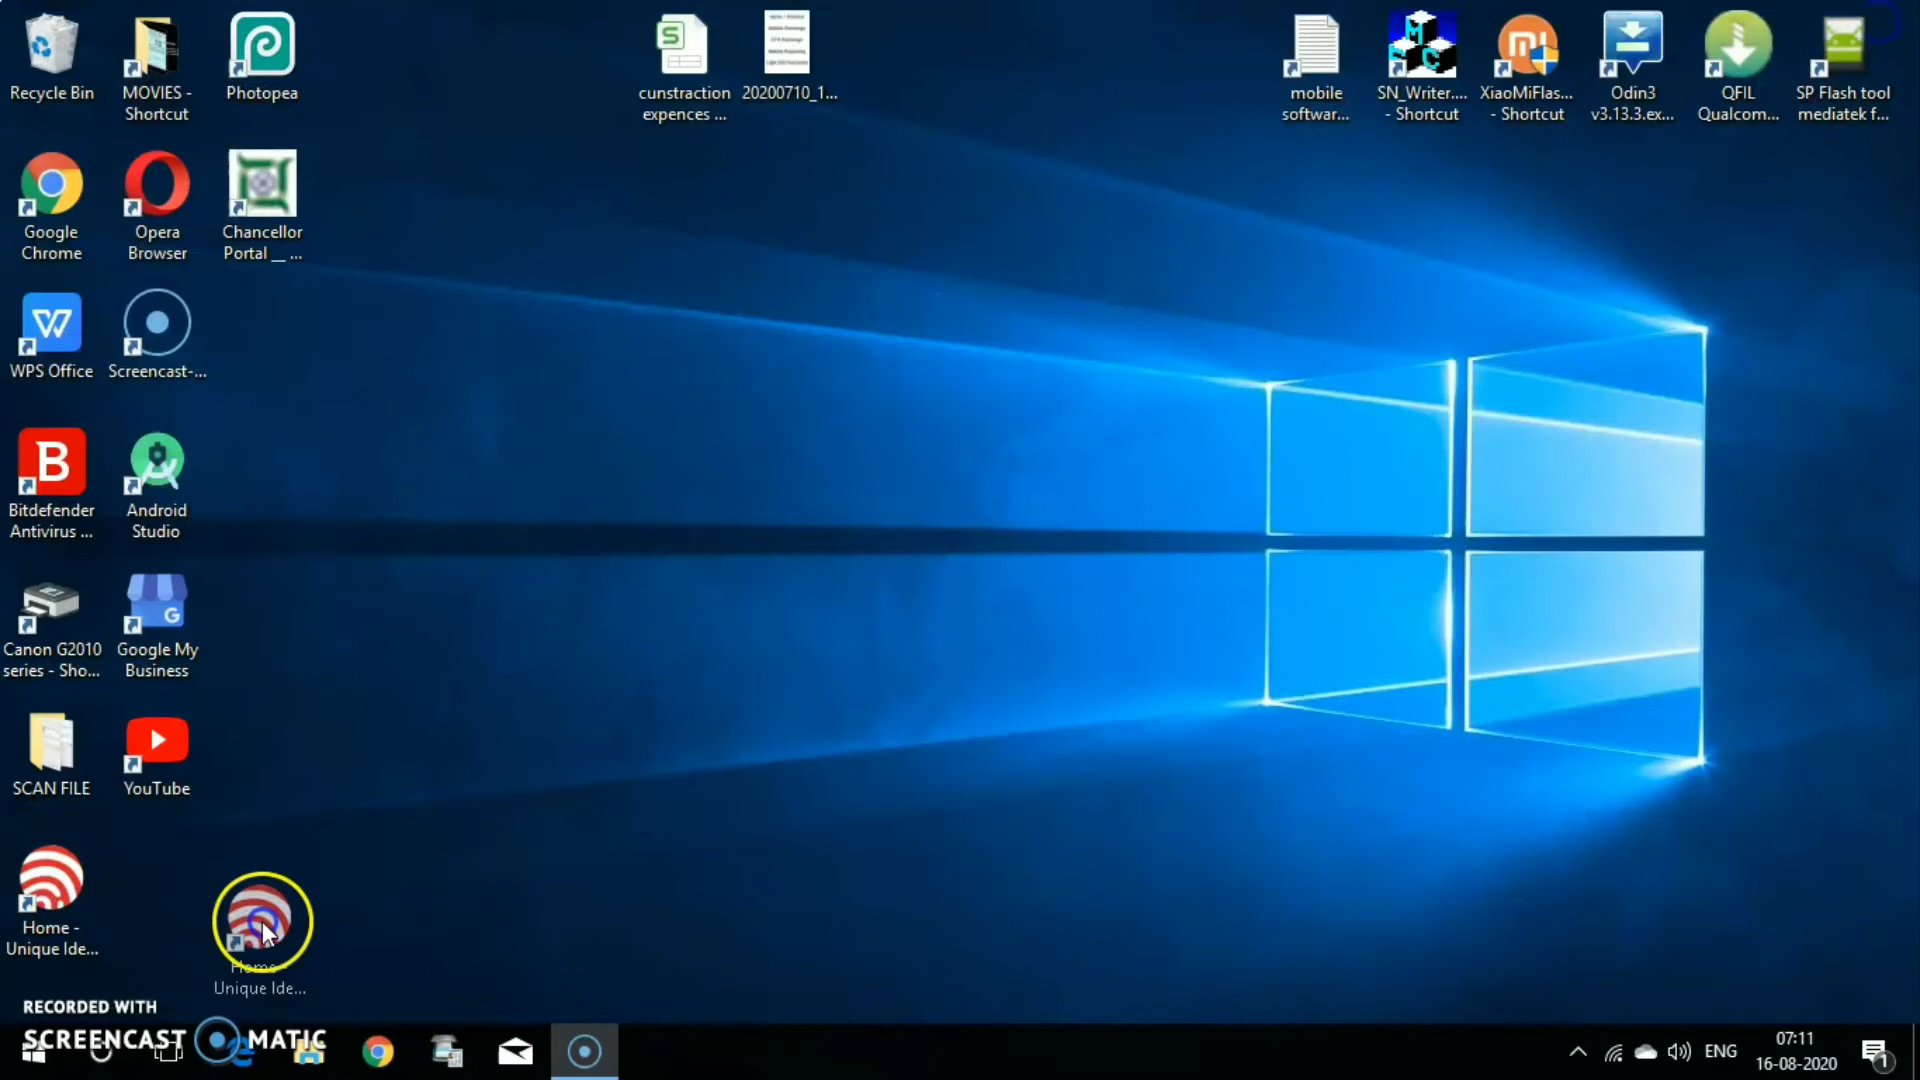 Recycle Bin
MOVIES -
Shortcut
Photopea
cunstraction
expences ...
20200710_1...
mobile
softwar...
SN_Writer....
- Shortcut
XiaoMiFlas...
- Shortcut
Odin3
v3.13.3.ex...
QFIL
Qualcom...
SP Flash tool
mediatek f...
Google
Chrome
Opera
Browser
Chancellor
Portal __ ...
WPS Office
Screencast-...
Bitdefender
Antivirus ...
Android
Studio
Canon G2010
series - Sho...
Google My
Business
SCAN FILE
YouTube
Home -
Unique Ide...
Home -
Unique Ide...
RECORDED WITH
SCREENCAST MATIC
ENG
07:11
16-08-2020
1